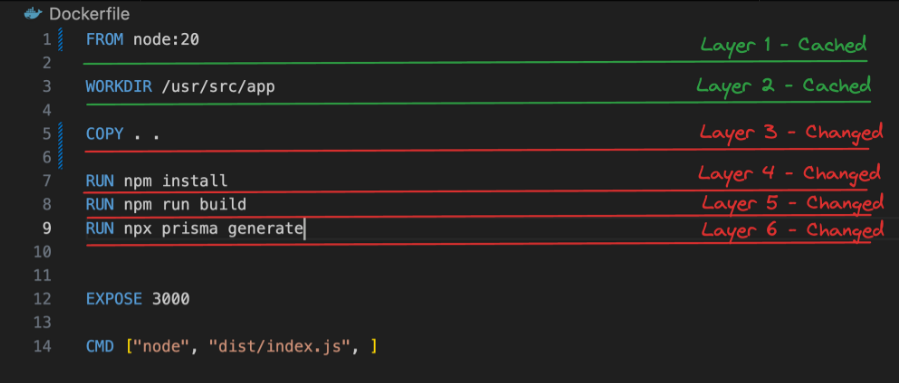 Dockerfile
1 FROM node:20 Layer 1 - Cached
2
3 WORKDIR /usr/src/app Layer 2 - Cached
4
5 COPY . . Layer 3 - Changed
6
7 RUN npm install Layer 4 - Changed
8 RUN npm run build Layer 5 - Changed
9 RUN npx prisma generate Layer 6 - Changed
10
11
12 EXPOSE 3000
13
14 CMD ["node", "dist/index.js", ]